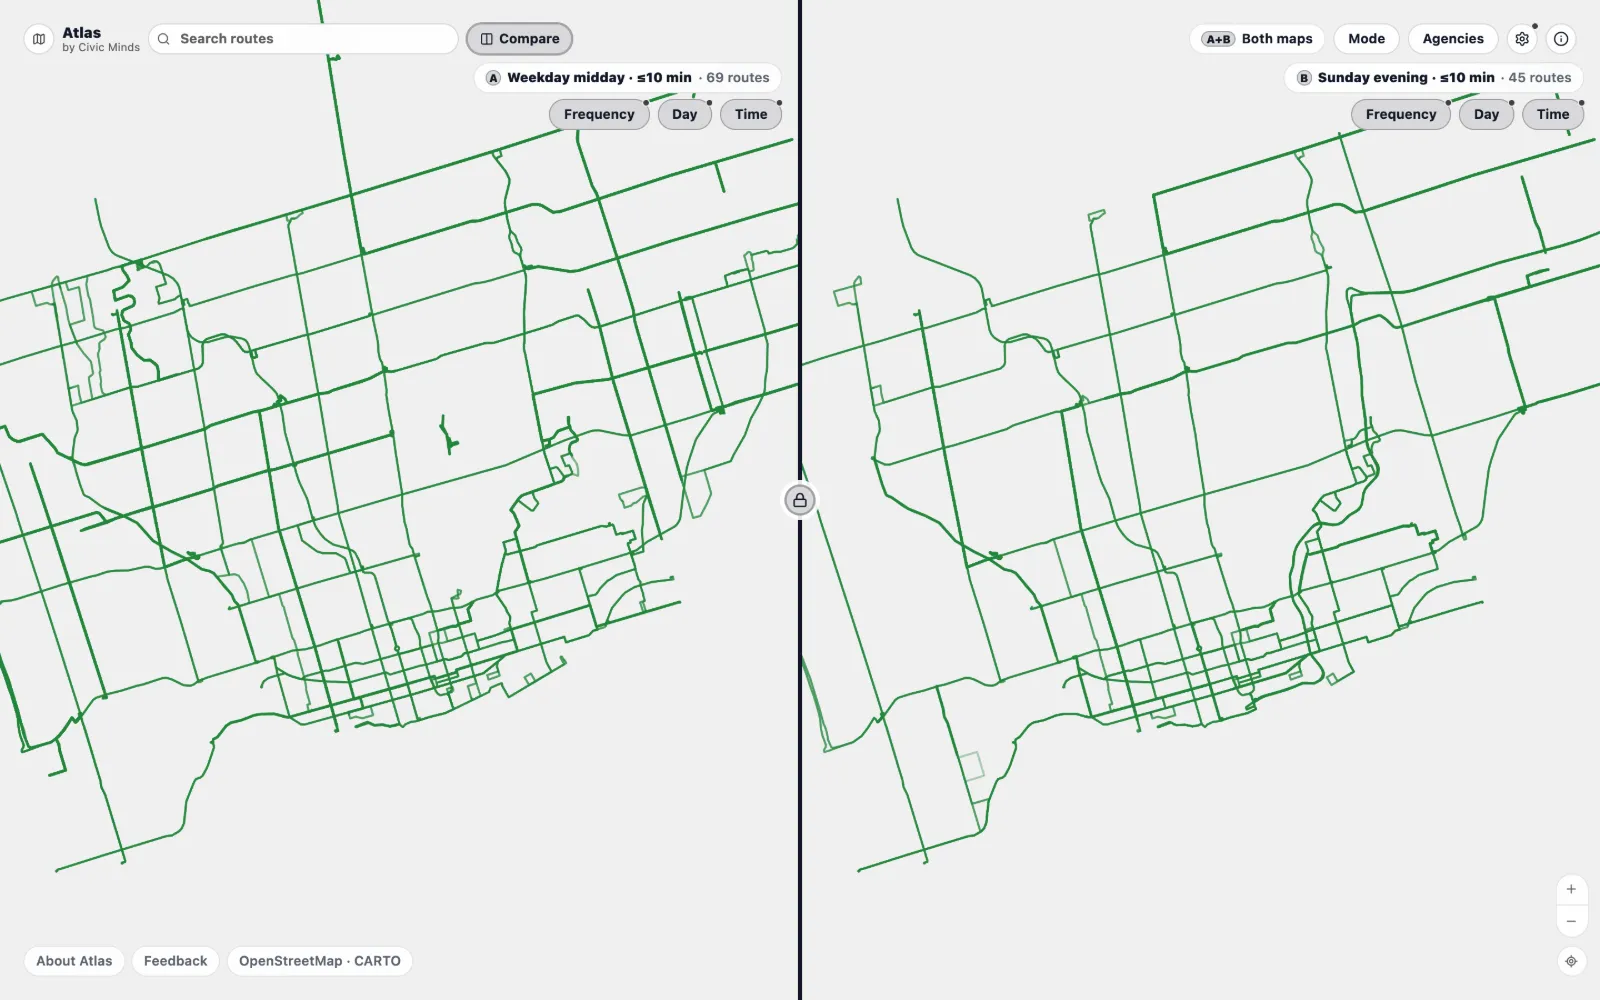 Atlas
by Civic Minds
Search routes
Compare
A+B Both maps
Mode
Agencies
A Weekday midday · ≤10 min · 69 routes
B Sunday evening · ≤10 min · 45 routes
Frequency
Day
Time
Frequency
Day
Time
+
−
About Atlas
Feedback
OpenStreetMap · CARTO